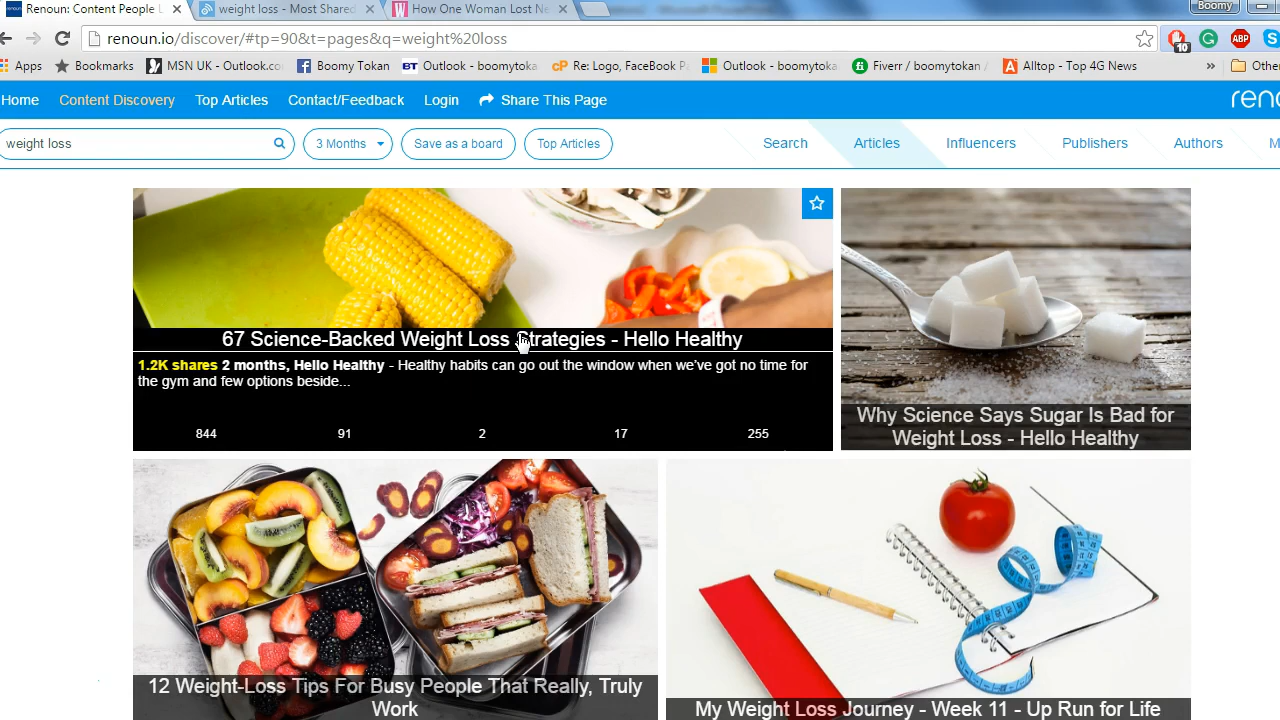 Boomy
Renoun: Content People L
weight loss - Most Shared
How One Woman Lost Ne
renoun.io/discover/#tp=90&t=pages&q=weight%20loss
10
ABP
Apps
Bookmarks
MSN UK - Outlook.co
Boomy Tokan
BT
Outlook - boomytoka
cP
Re: Logo, FaceBook P
Outlook - boomytoka
fi
Fiverr / boomytokan /
Alltop - Top 4G News
»
Other
Home
Content Discovery
Top Articles
Contact/Feedback
Login
Share This Page
reno
weight loss
3 Months
Save as a board
Top Articles
Search
Articles
Influencers
Publishers
Authors
M
67 Science-Backed Weight Loss Strategies - Hello Healthy
1.2K shares 2 months, Hello Healthy - Healthy habits can go out the window when we've got no time for
the gym and few options beside...
844
91
2
17
255
Why Science Says Sugar Is Bad for
Weight Loss - Hello Healthy
12 Weight-Loss Tips For Busy People That Really, Truly
Work
My Weight Loss Journey - Week 11 - Up Run for Life